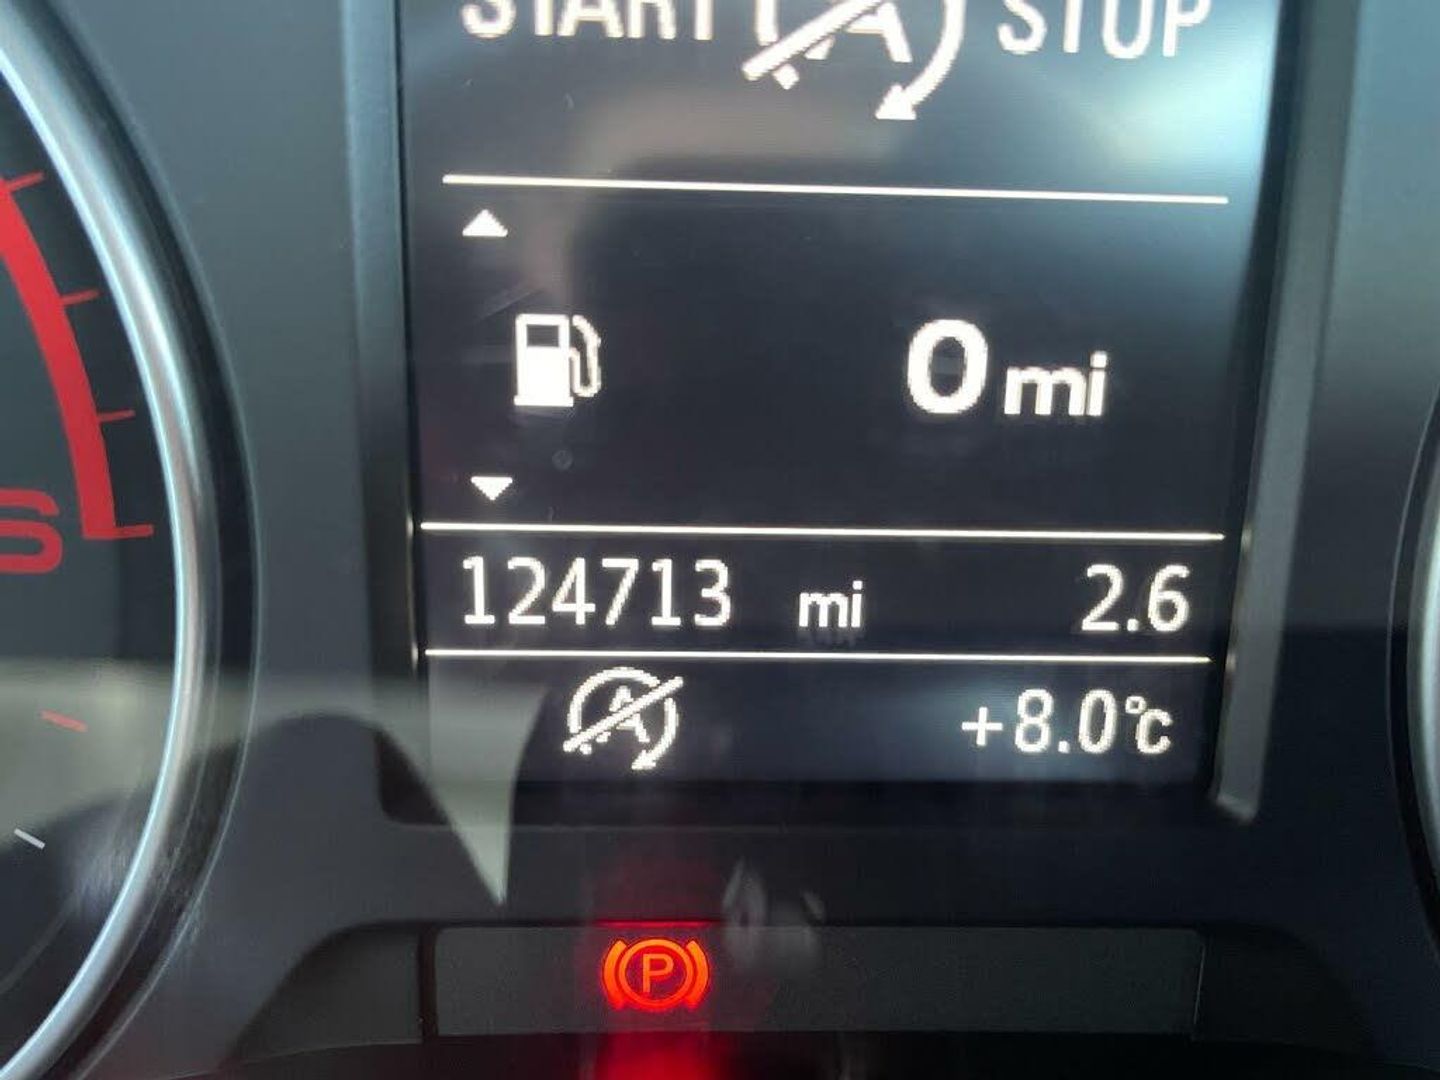 START A STOP
0 mi
S
124713 mi 2.6
A +8.0°C
P